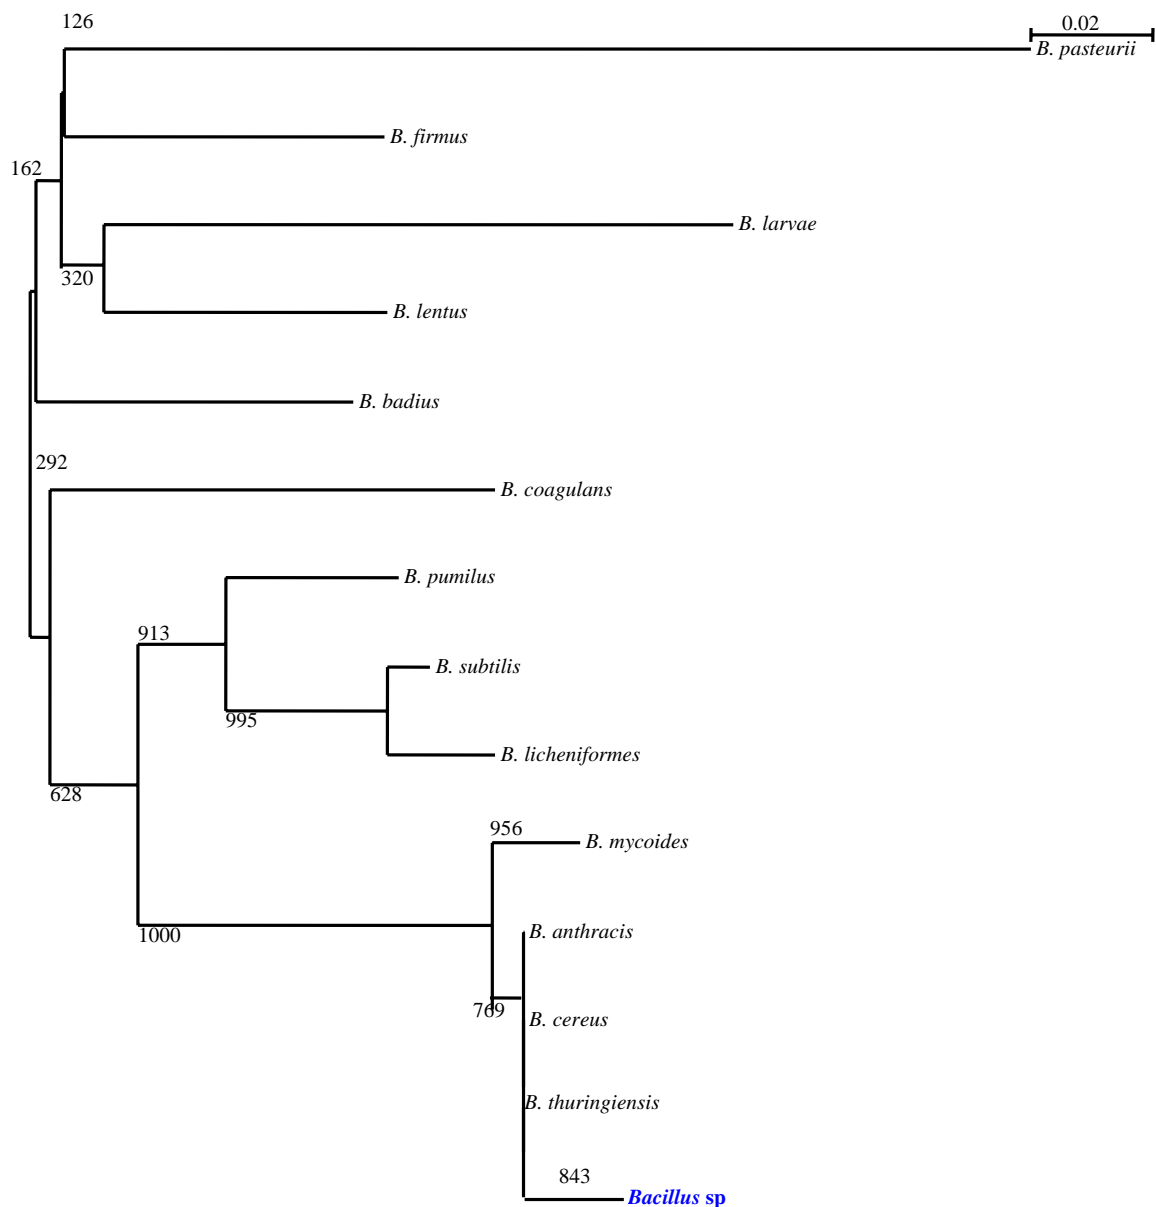 126
0.02
B. pasteurii
B. firmus
162
B. larvae
320
B. lentus
B. badius
292
B. coagulans
B. pumilus
913
B. subtilis
995
B. licheniformes
628
956
B. mycoides
B. anthracis
1000
769
B. cereus
B. thuringiensis
843
Bacillus sp